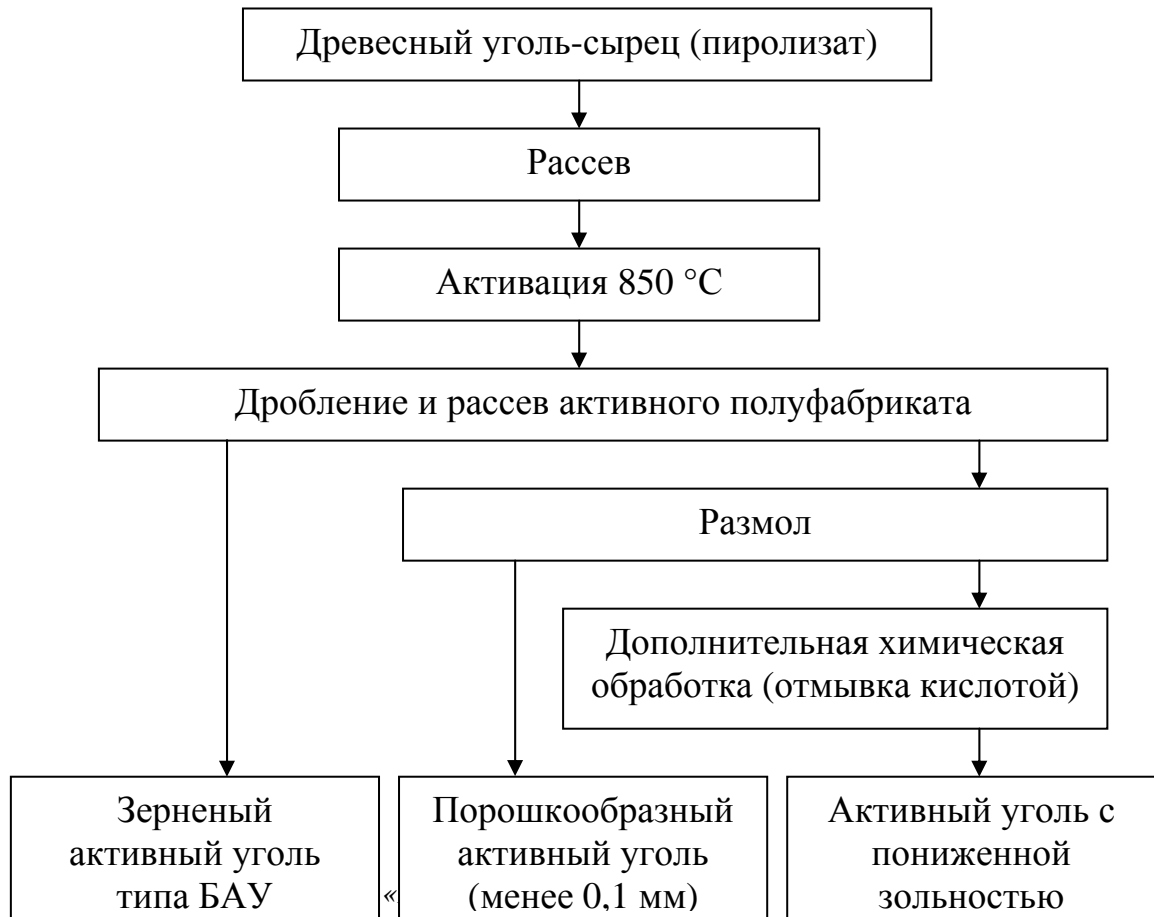 Древесный уголь-сырец (пиролизат)
Рассев
Активация 850 °С
Дробление и рассев активного полуфабриката
Размол
Дополнительная химическая
обработка (отмывка кислотой)
Зерненый
активный уголь
типа БАУ
«
Порошкообразный
активный уголь
(менее 0,1 мм)
Активный уголь с
пониженной
зольностью